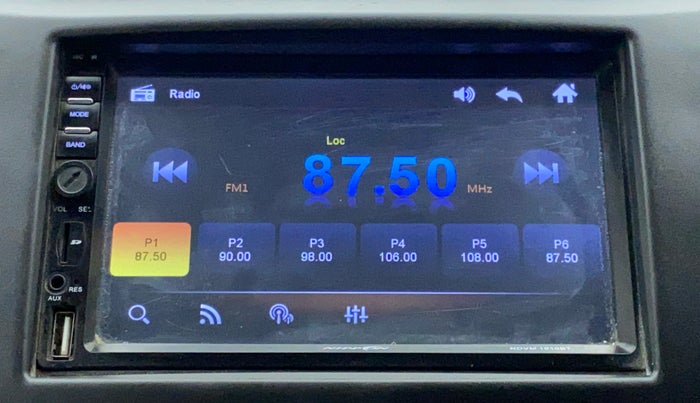 Radio
MODE
BAND
VOL SEL
RES
AUX
Loc
FM1 87.50 MHz
P1 P2 P3 P4 P5 P6
87.50 90.00 98.00 106.00 108.00 87.50